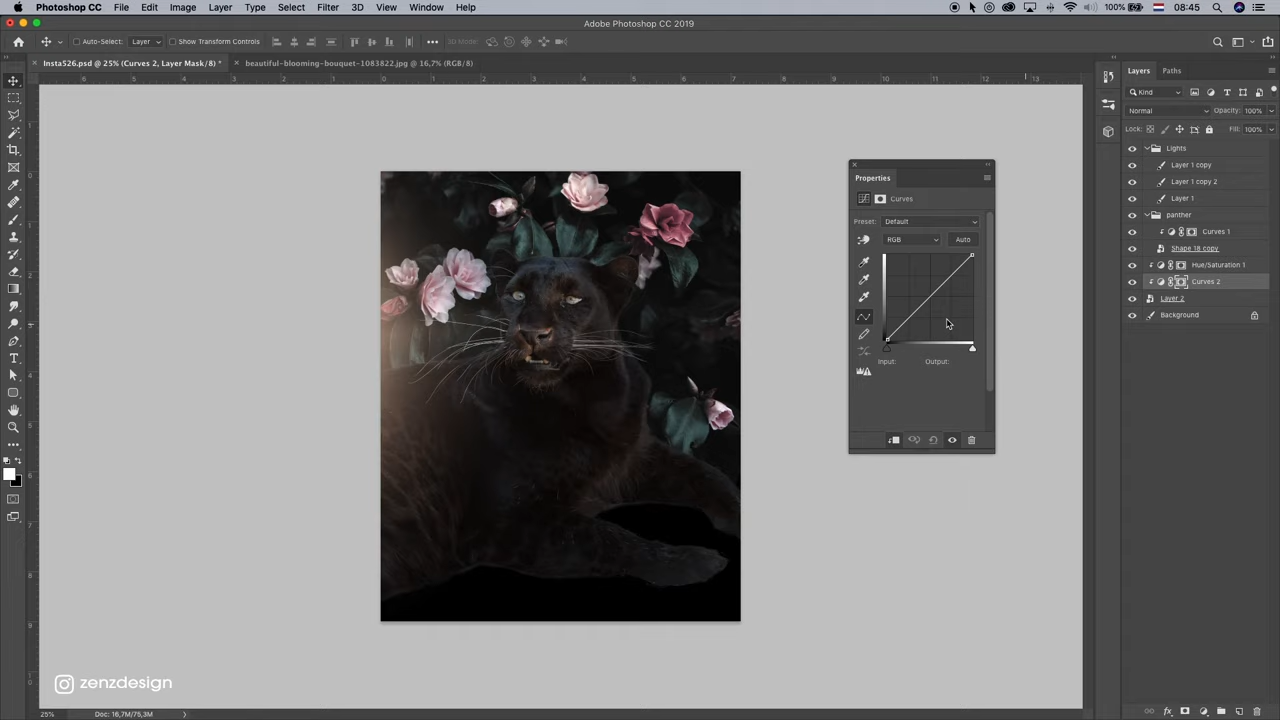 Photoshop CC File Edit Image Layer Type Select Filter 3D View Window Help 100% 08:45
Adobe Photoshop CC 2019
Auto-Select: Layer Show Transform Controls 3D Mode:
Insta526.psd @ 25% (Curves 2, Layer Mask/8) * beautiful-blooming-bouquet-1083822.jpg @ 16,7% (RGB/8)
Layers Paths
Kind
Normal Opacity: 100%
Lock: Fill: 100%
Lights
Layer 1 copy
Layer 1 copy 2
Layer 1
panther
Curves 1
Shape 18 copy
Hue/Saturation 1
Curves 2
Layer 2
Background
Properties
Curves
Preset: Default
RGB Auto
Input: Output:
zenzdesign
25% Doc: 16,7M/75,3M